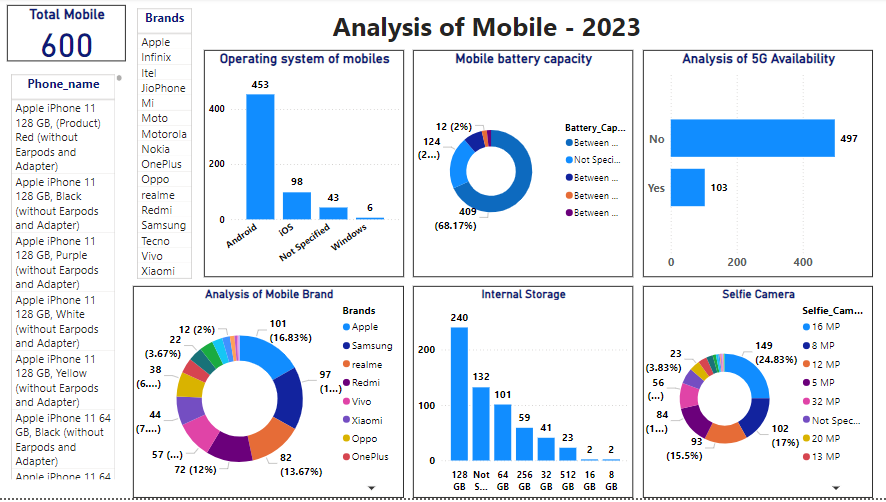 Total Mobile
600
Brands
Apple
Infinix
Itel
JioPhone
Mi
Moto
Motorola
Nokia
OnePlus
Oppo
realme
Redmi
Samsung
Tecno
Vivo
Xiaomi
Phone_name
Apple iPhone 11
128 GB, (Product)
Red (without
Earpods and
Adapter)
Apple iPhone 11
128 GB, Black
(without Earpods
and Adapter)
Apple iPhone 11
128 GB, Purple
(without Earpods
and Adapter)
Apple iPhone 11
128 GB, White
(without Earpods
and Adapter)
Apple iPhone 11
128 GB, Yellow
(without Earpods
and Adapter)
Apple iPhone 11 64
GB, Black (without
Earpods and
Adapter)
Apple iPhone 11 64
Analysis of Mobile - 2023
Operating system of mobiles
453
400
200
98
43
6
0
Android
iOS
Not Specified
Windows
Mobile battery capacity
12 (2%)
124
(2...)
409
(68.17%)
Battery_Cap...
Between ...
Not Speci...
Between ...
Between ...
Between ...
Analysis of 5G Availability
No
497
Yes
103
0 200 400
Analysis of Mobile Brand
12 (2%)
22
(3.67%)
38
(6....)
44
(7....)
57 (...)
72 (12%)
82
(13.67%)
97
(1...)
101
(16.83%)
Brands
Apple
Samsung
realme
Redmi
Vivo
Xiaomi
Oppo
OnePlus
Internal Storage
240
200
132
101
100
59
41
23
2
2
0
128 GB
Not S...
64 GB
256 GB
32 GB
512 GB
16 GB
8 GB
Selfie Camera
23
(3.83%)
56
(...)
84
(1...)
93
(15.5%)
102
(17%)
149
(24.83%)
Selfie_Cam...
16 MP
8 MP
12 MP
5 MP
32 MP
Not Spec...
20 MP
13 MP